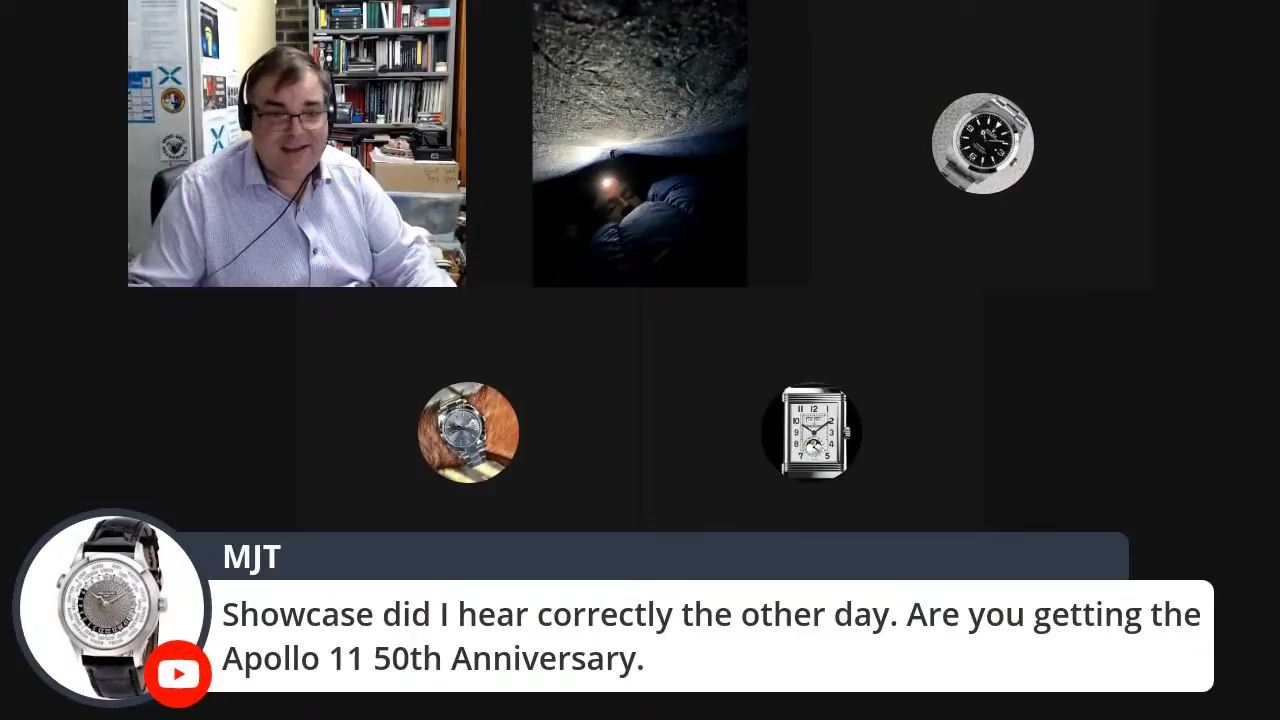 MJT
Showcase did I hear correctly the other day. Are you getting the
Apollo 11 50th Anniversary.